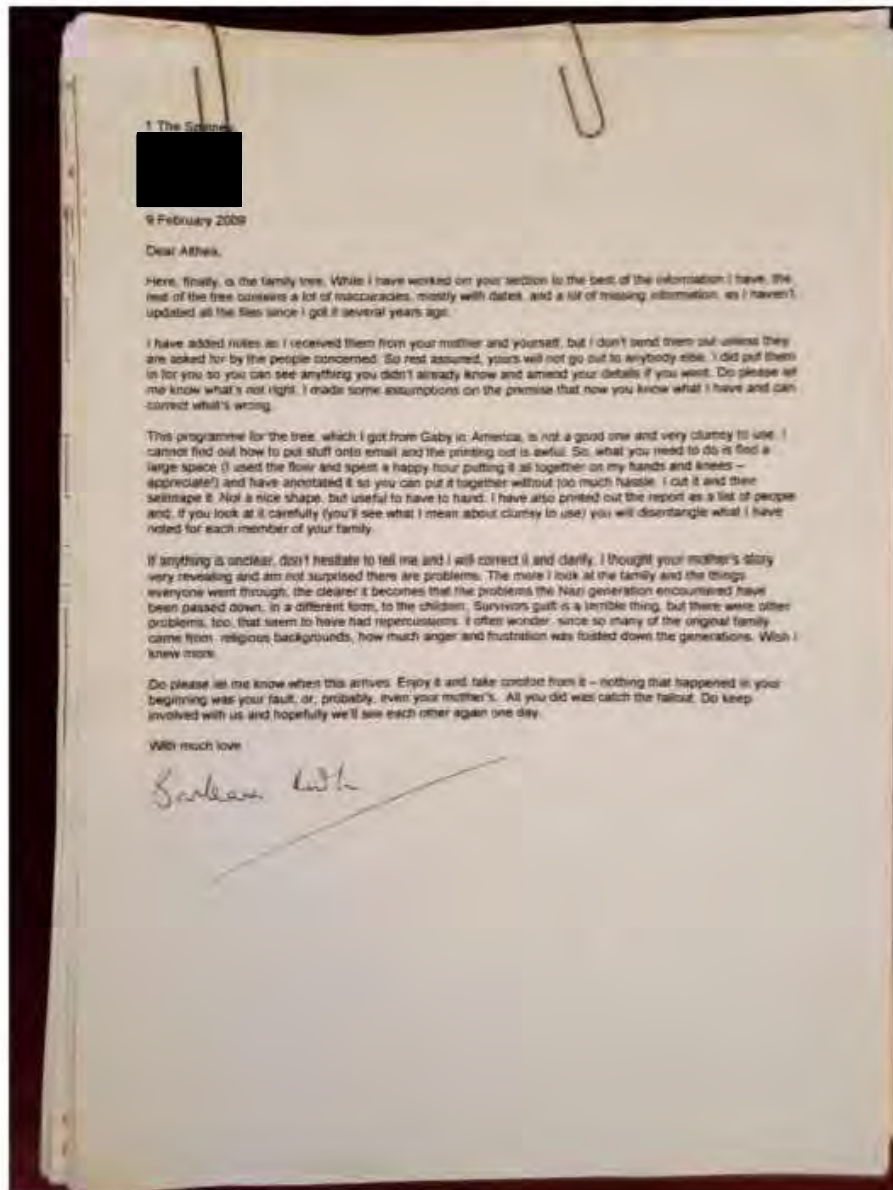 1 The Spinney
9 February 2009
Dear Althea,
Here, finally, is the family tree. While I have worked on your section to the best of the information I have, the
rest of the tree contains a lot of inaccuracies, mostly with dates, and a lot of missing information, as I haven't
updated all the files since I got it several years ago.
I have added notes as I received them from your mother and yourself, but I don't send them out unless they
are asked for by the people concerned. So rest assured, yours will not go out to anybody else. I did put them
in for you so you can see anything you didn't already know and amend your details if you want. Do please let
me know what's not right. I made some assumptions on the premise that now you know what I have and can
correct what's wrong.
This programme for the tree, which I got from Gaby in America, is not a good one and very clumsy to use. I
cannot find out how to put stuff onto email and the printing out is awful. So, what you need to do is find a
large space (I used the floor and spent a happy hour putting it all together on my hands and knees –
appreciate!) and have annotated it so you can put it together without too much hassle. I cut it and then
sellotape it. Not a nice shape, but useful to have to hand. I have also printed out the report as a list of people
and, if you look at it carefully (you'll see what I mean about clumsy to use) you will disentangle what I have
noted for each member of your family.
If anything is unclear, don't hesitate to tell me and I will correct it and clarify. I thought your mother's story
very revealing and am not surprised there are problems. The more I look at the family and the things
everyone went through, the clearer it becomes that the problems the Nazi generation encountered have
been passed down, in a different form, to the children. Survivors guilt is a terrible thing, but there were other
problems, too, that seem to have had repercussions. I often wonder, since so many of the original family
came from religious backgrounds, how much anger and frustration was foisted down the generations. Wish I
knew more.
Do please let me know when this arrives. Enjoy it and take comfort from it – nothing that happened in your
beginning was your fault, or, probably, even your mother's. All you did was catch the fallout. Do keep
involved with us and hopefully we'll see each other again one day.
With much love
Barbara